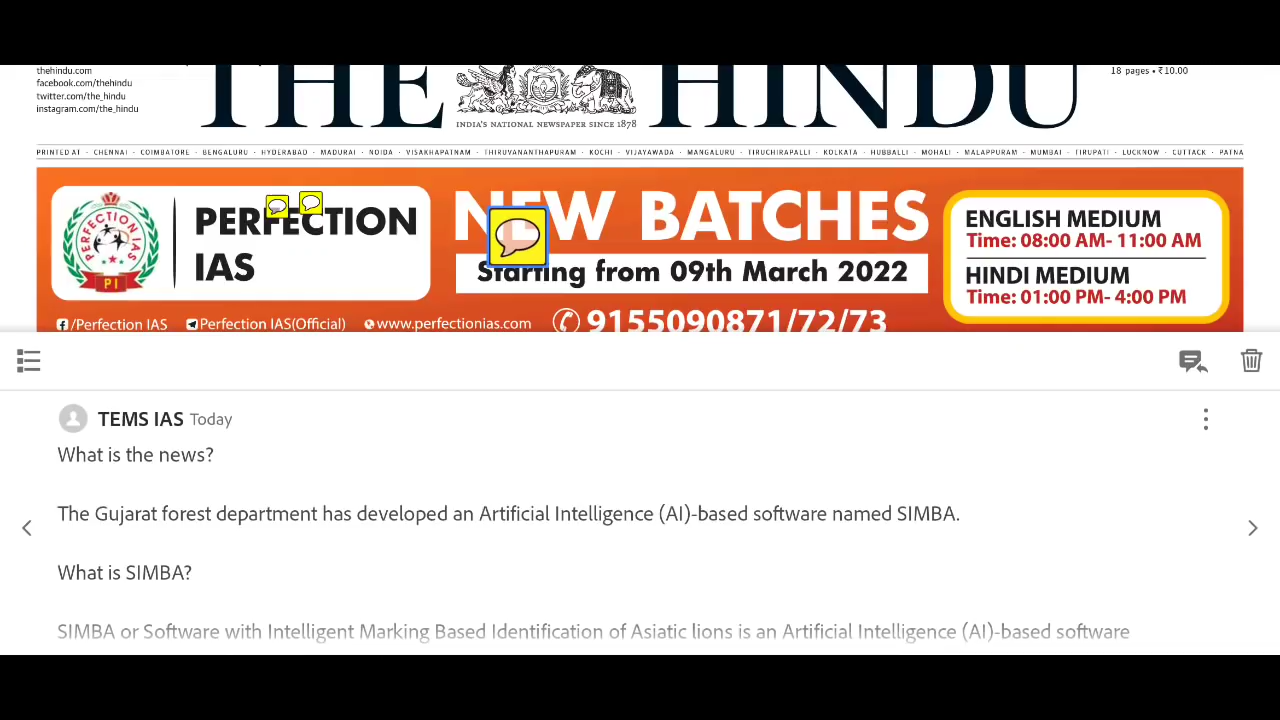 thehindu.com
facebook.com/thehindu
twitter.com/the_hindu
instagram.com/the_hindu
THE HINDU
INDIA'S NATIONAL NEWSPAPER SINCE 1878
18 pages • ₹10.00
PRINTED AT · CHENNAI · COIMBATORE · BENGALURU · HYDERABAD · MADURAI · NOIDA · VISAKHAPATNAM · THIRUVANANTHAPURAM · KOCHI · VIJAYAWADA · MANGALURU · TIRUCHIRAPALLI · KOLKATA · HUBBALLI · MOHALI · MALAPPURAM · MUMBAI · TIRUPATI · LUCKNOW · CUTTACK · PATNA
PERFECTION IAS
PI
PERFECTION
IAS
NEW BATCHES
Starting from 09th March 2022
ENGLISH MEDIUM
Time: 08:00 AM- 11:00 AM
HINDI MEDIUM
Time: 01:00 PM- 4:00 PM
/Perfection IAS Perfection IAS(Official) www.perfectionias.com 9155090871/72/73
TEMS IAS Today
What is the news?
The Gujarat forest department has developed an Artificial Intelligence (AI)-based software named SIMBA.
What is SIMBA?
SIMBA or Software with Intelligent Marking Based Identification of Asiatic lions is an Artificial Intelligence (AI)-based software